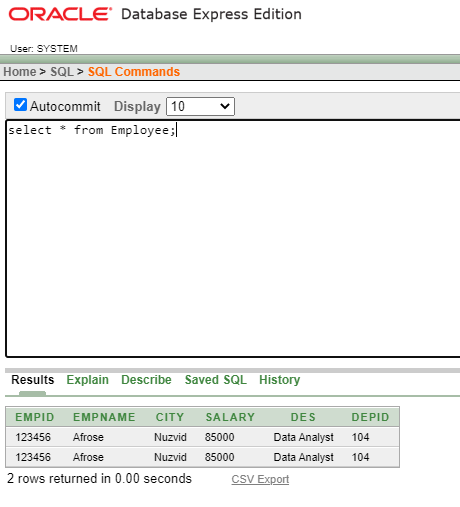 ORACLE® Database Express Edition
User: SYSTEM
Home > SQL > SQL Commands
Autocommit Display 10
select * from Employee;
Results Explain Describe Saved SQL History
EMPID EMPNAME CITY SALARY DES DEPID
123456 Afrose Nuzvid 85000 Data Analyst 104
123456 Afrose Nuzvid 85000 Data Analyst 104
2 rows returned in 0.00 seconds CSV Export